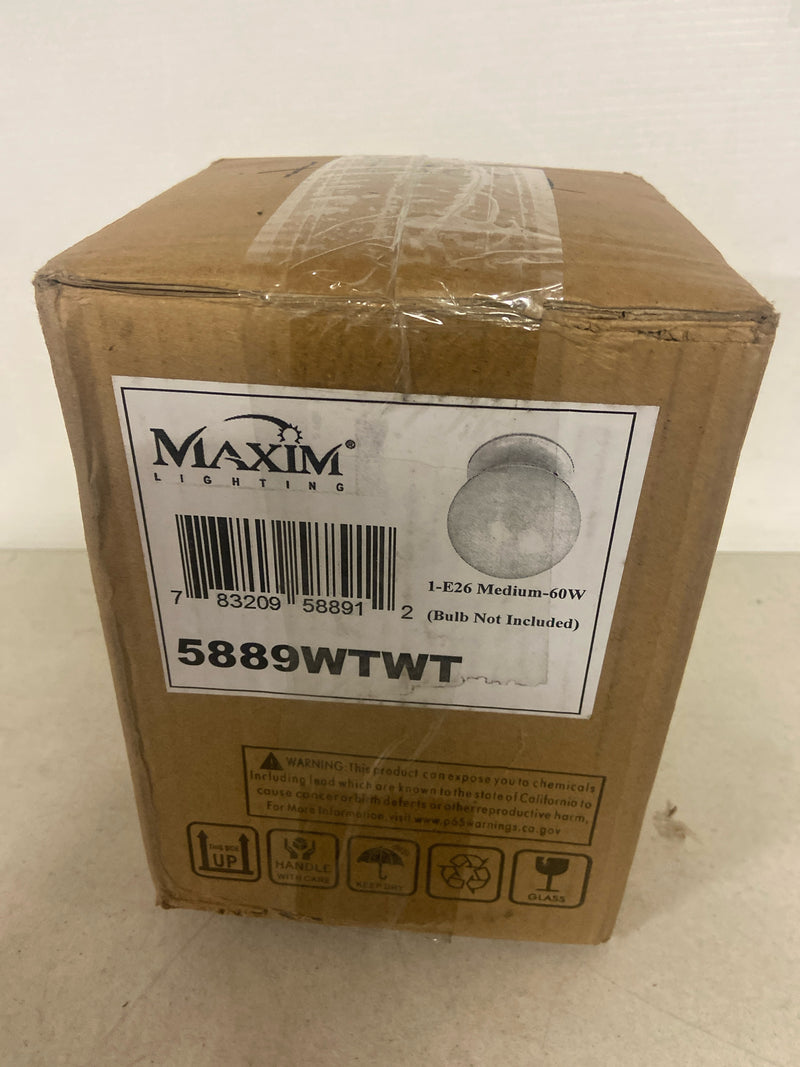 MAXIM®
LIGHTING
7 83209 58891 2
1-E26 Medium-60W
(Bulb Not Included)
5889WTWT
WARNING: This product can expose you to chemicals
Including lead which are known to the state of California to
cause cancer or birth defects or other reproductive harm,
For More Information, visit www.p65warnings.ca.gov
THIS BOX
UP
HANDLE
WITH CARE
KEEP DRY
GLASS